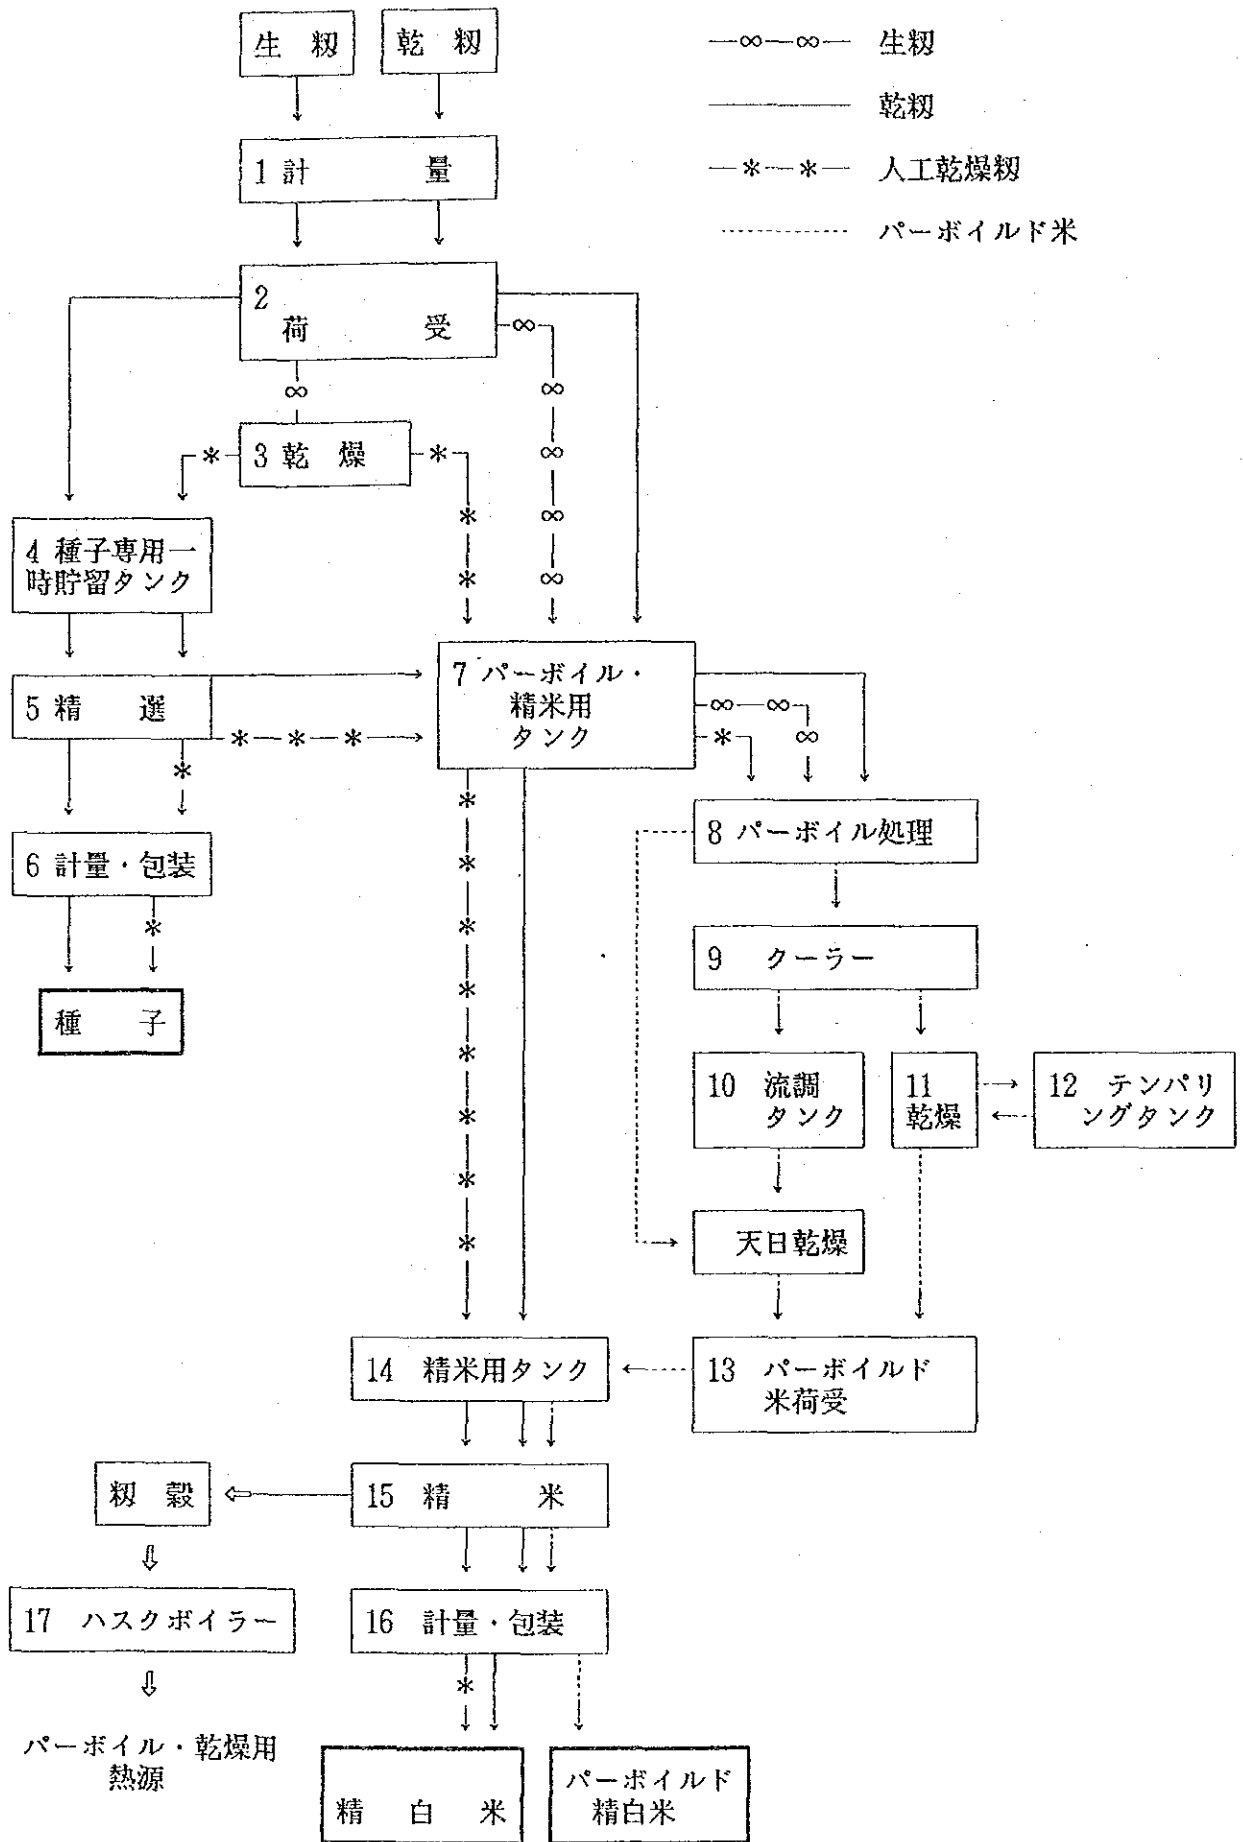 生 籾
乾 籾
—∞—∞— 生籾
乾籾
—*—*— 人工乾燥籾
パーボイルド米
1 計 量
2
荷 受
3 乾 燥
4 種子専用一
時貯留タンク
5 精 選
6 計量・包装
種 子
7 パーボイル・
精米用
タンク
8 パーボイル処理
9 クーラー
10 流調
タンク
11
乾燥
12 テンパリ
ングタンク
天日乾燥
13 パーボイルド
米荷受
14 精米用タンク
15 精 米
籾 穀
17 ハスクボイラー
パーボイル・乾燥用
熱源
16 計量・包装
精 白 米
パーボイルド
精白米